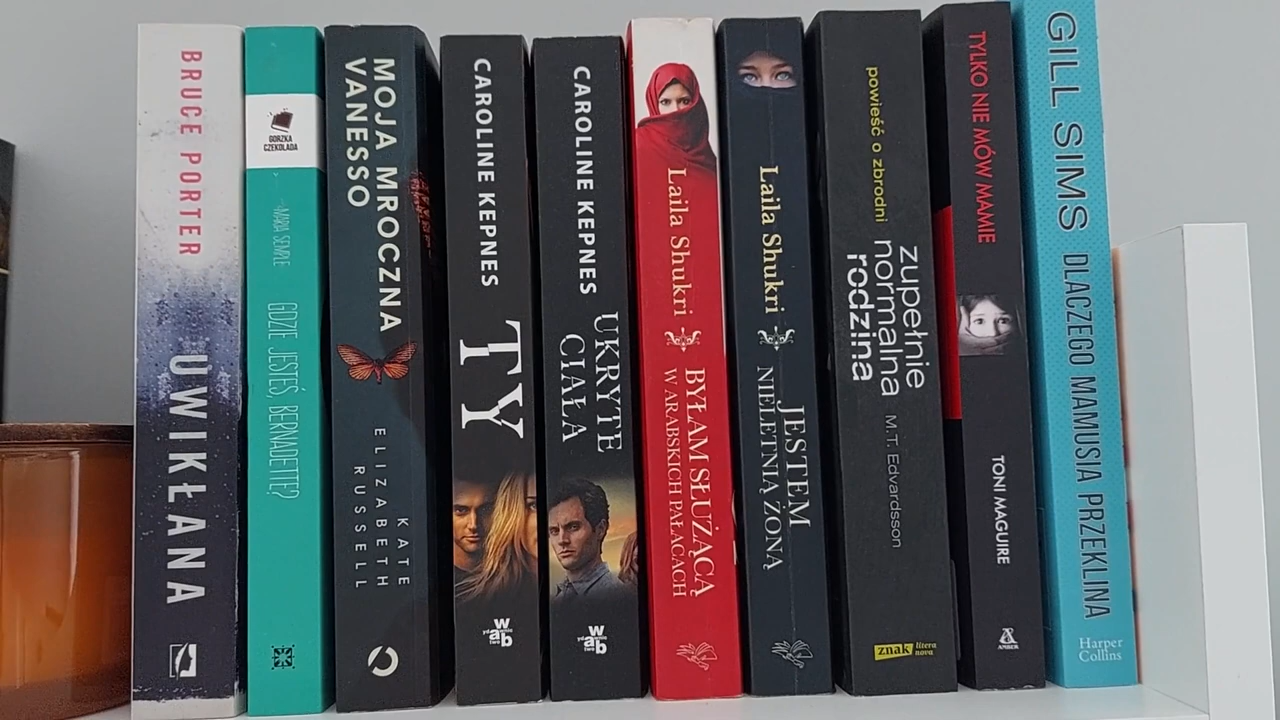 BRUCE PORTER
UWIKŁANA
GORZKA
CZEKOLADA
MARIA SEMPLE
GDZIE JESTEŚ, BERNADETTE?
MOJA MROCZNA
VANESSO
KATE
ELIZABETH
RUSSELL
CAROLINE KEPNES
TY
w
ab
CAROLINE KEPNES
UKRYTE
CIAŁA
w
ab
Laila Shukri
BYŁAM SŁUŻĄCĄ
W ARABSKICH PAŁACACH
Laila Shukri
JESTEM
NIELETNIĄ ŻONĄ
powieść o zbrodni
zupełnie
normalna
rodzina
M.T. Edvardsson
znak litera
nova
TYLKO NIE MÓW MAMIE
TONI MAGUIRE
AMBER
GILL SIMS
DLACZEGO MAMUSIA PRZEKLINA
Harper
Collins